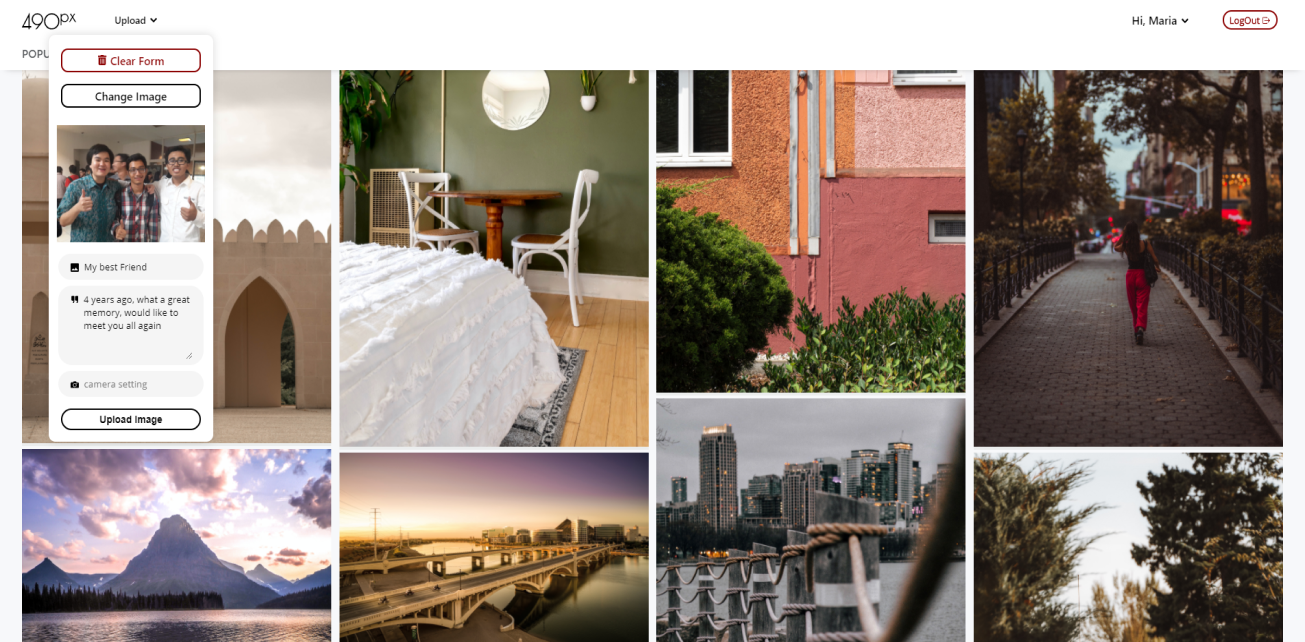 490px
Upload
Hi, Maria
LogOut
POPU
Clear Form
Change Image
My best Friend
4 years ago, what a great
memory, would like to
meet you all again
camera setting
Upload Image